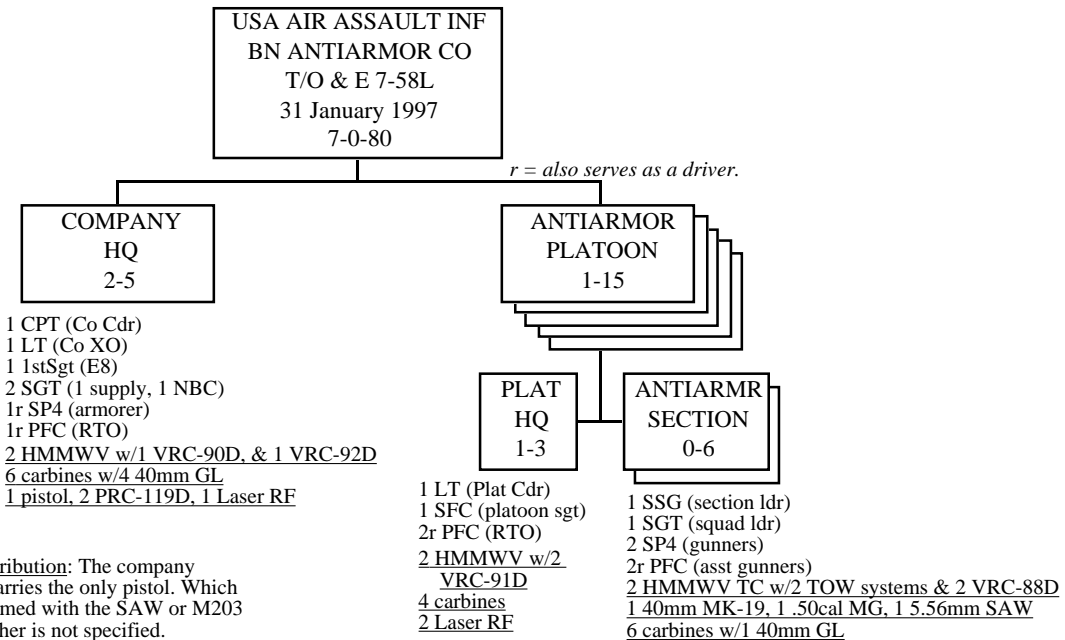 USA AIR ASSAULT INF
BN ANTIARMOR CO
T/O & E 7-58L
31 January 1997
7-0-80
r = also serves as a driver.
COMPANY
HQ
2-5
ANTIARMOR
PLATOON
1-15
1 CPT (Co Cdr)
1 LT (Co XO)
1 1stSgt (E8)
2 SGT (1 supply, 1 NBC)
1r SP4 (armorer)
1r PFC (RTO)
2 HMMWV w/1 VRC-90D, & 1 VRC-92D
6 carbines w/4 40mm GL
1 pistol, 2 PRC-119D, 1 Laser RF
PLAT
HQ
1-3
ANTIARMR
SECTION
0-6
1 LT (Plat Cdr)
1 SFC (platoon sgt)
2r PFC (RTO)
2 HMMWV w/2
VRC-91D
4 carbines
2 Laser RF
1 SSG (section ldr)
1 SGT (squad ldr)
2 SP4 (gunners)
2r PFC (asst gunners)
2 HMMWV TC w/2 TOW systems & 2 VRC-88D
1 40mm MK-19, 1 .50cal MG, 1 5.56mm SAW
6 carbines w/1 40mm GL
ribution: The company
arries the only pistol. Which
med with the SAW or M203
her is not specified.